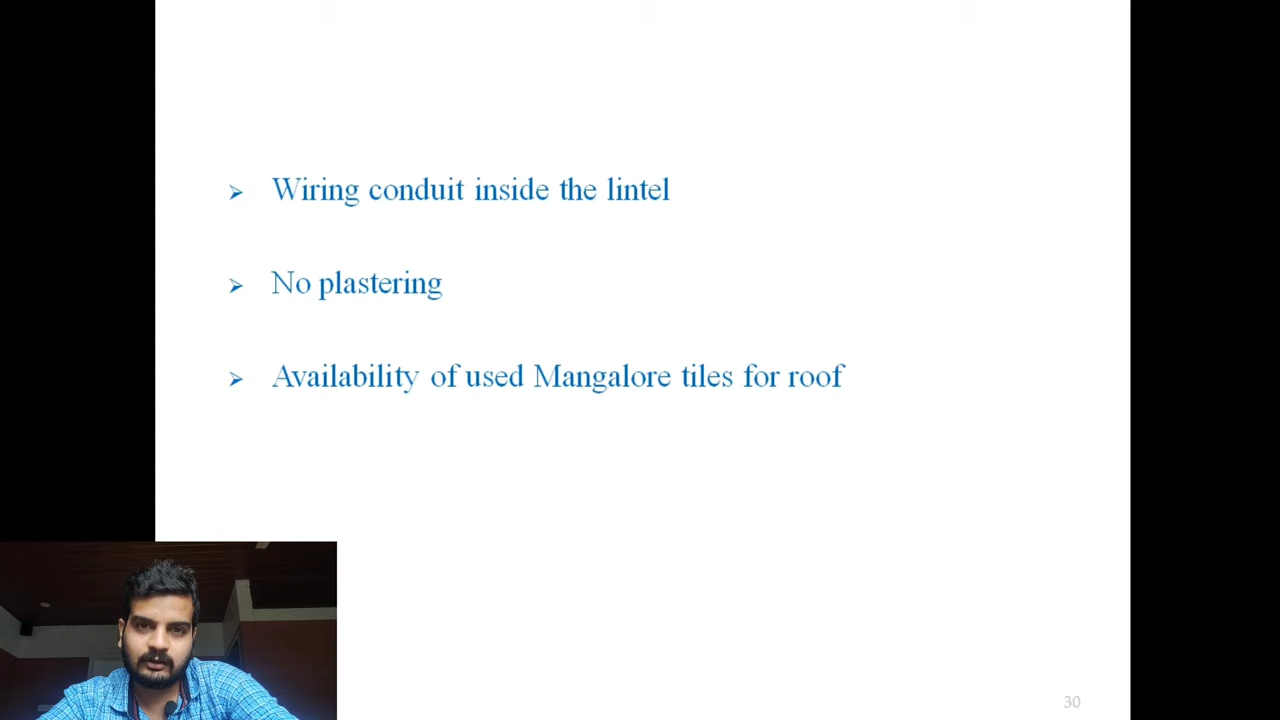 Wiring conduit inside the lintel
No plastering
Availability of used Mangalore tiles for roof
30